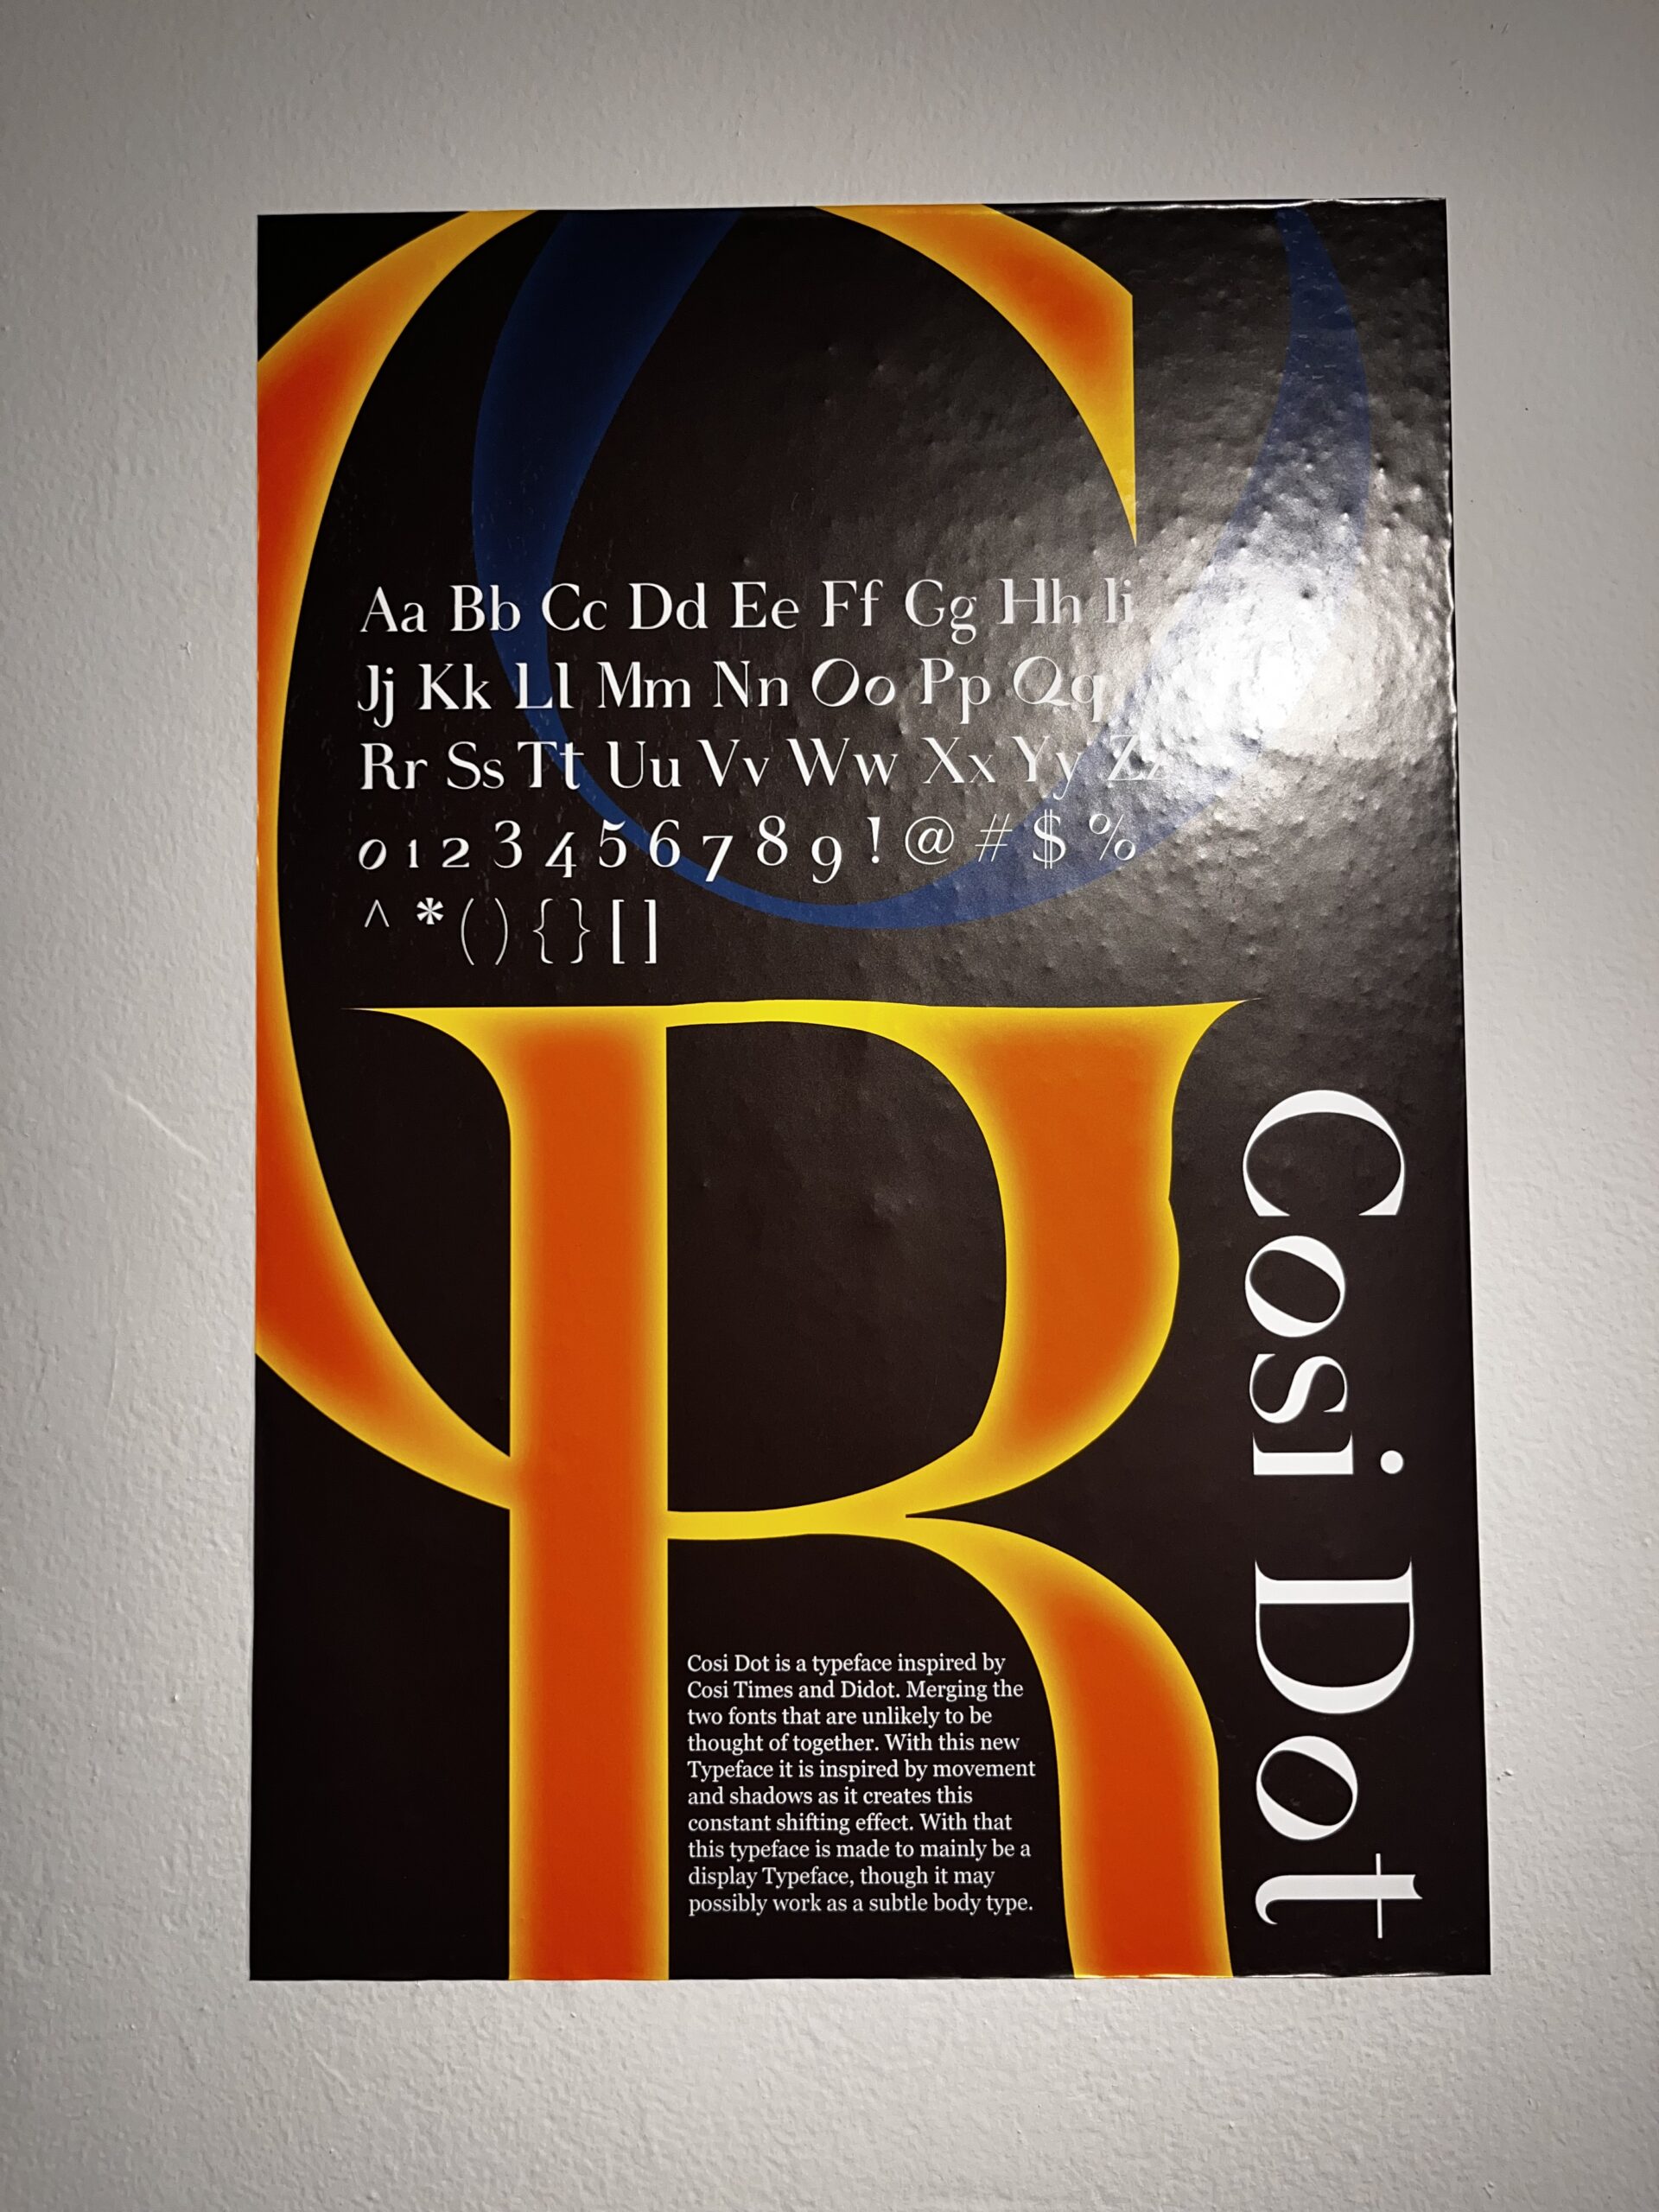 Aa Bb Cc Dd Ee Ff Gg Hh Ii
Jj Kk Ll Mm Nn Oo Pp Qq
Rr Ss Tt Uu Vv Ww Xx Yy Zz
0 1 2 3 4 5 6 7 8 9 ! @ # $ %
^ * ( ) { } [ ]
C
R
Cosi Dot
Cosi Dot is a typeface inspired by
Cosi Times and Didot. Merging the
two fonts that are unlikely to be
thought of together. With this new
Typeface it is inspired by movement
and shadows as it creates this
constant shifting effect. With that
this typeface is made to mainly be a
display Typeface, though it may
possibly work as a subtle body type.